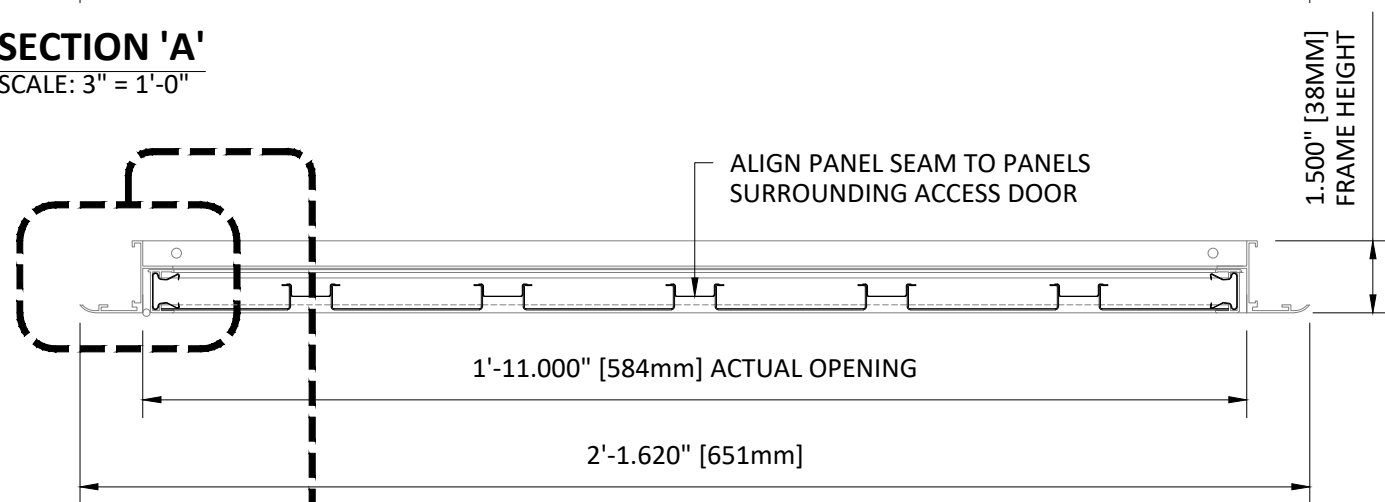 SECTION 'A'
SCALE: 3" = 1'-0"
1.500" [38MM]
FRAME HEIGHT
ALIGN PANEL SEAM TO PANELS
SURROUNDING ACCESS DOOR
1'-11.000" [584mm] ACTUAL OPENING
2'-1.620" [651mm]